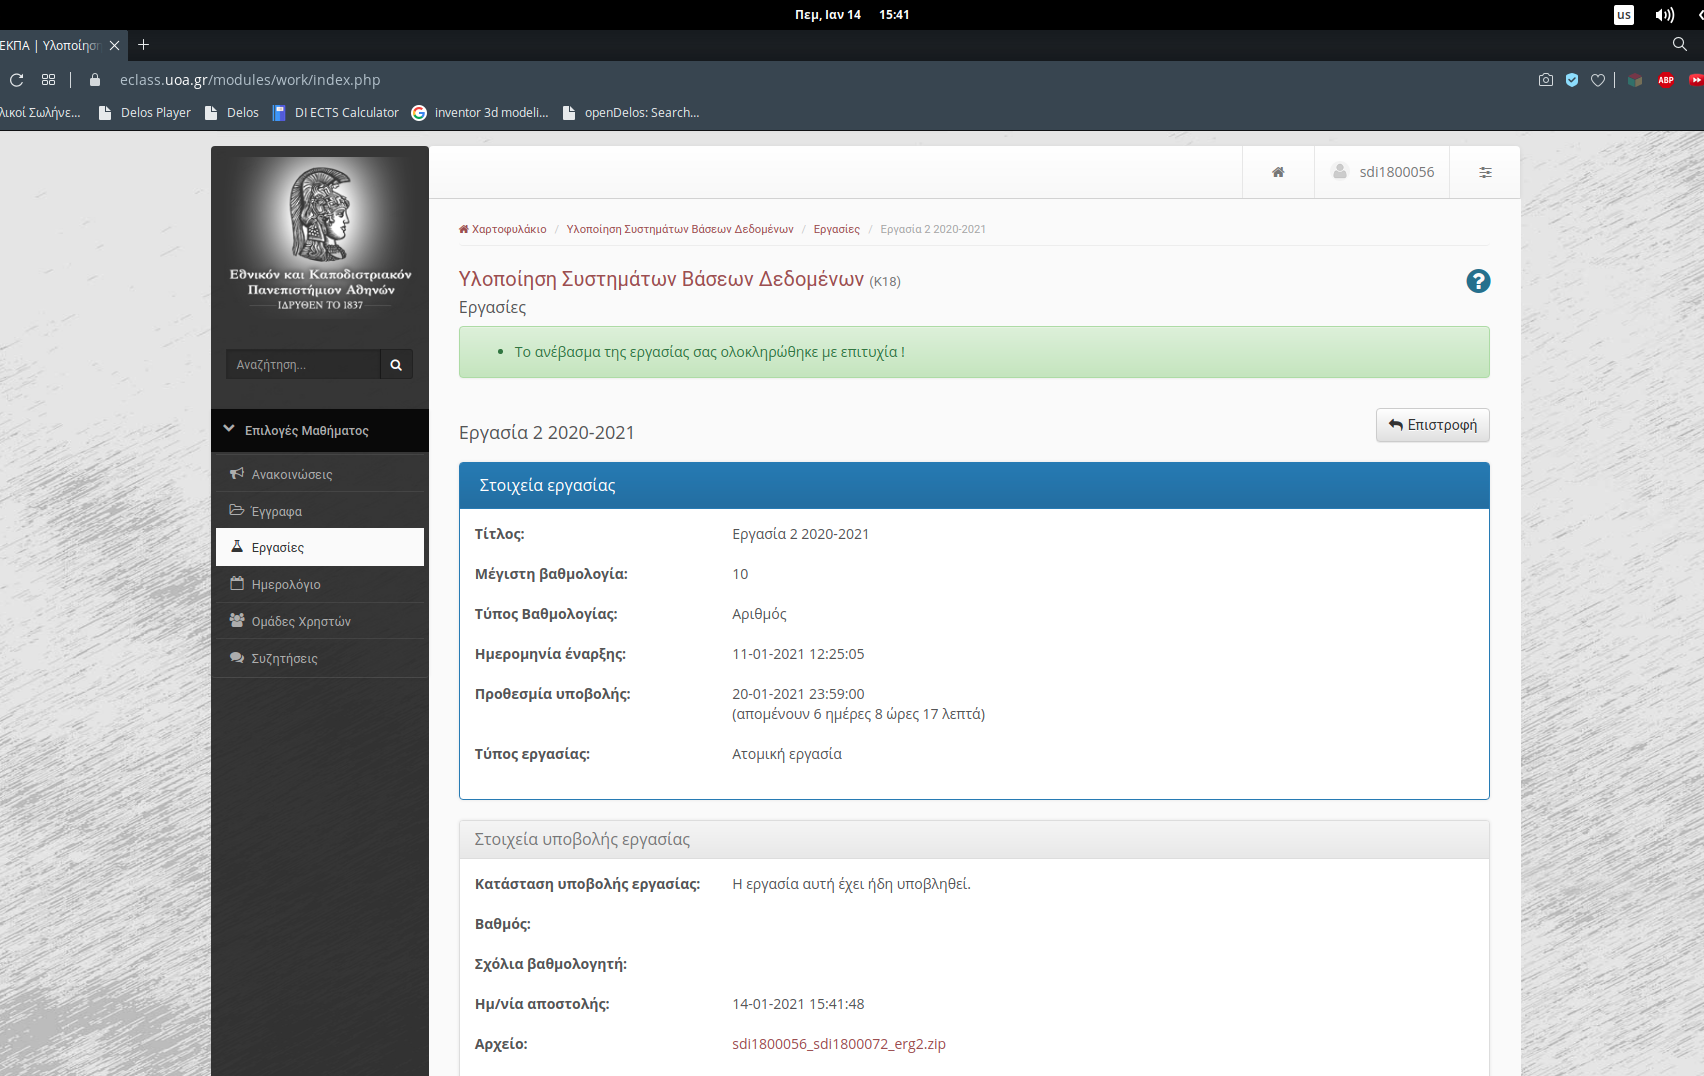 Πεμ, Ιαν 14 15:41
us
ΕΚΠΑ | Υλοποίηση
eclass.uoa.gr/modules/work/index.php
ABP
λικοί Σωλήνε...
Delos Player
Delos
DI ECTS Calculator
inventor 3d modeli...
openDelos: Search...
Εθνικόν και Καποδιστριακόν
Πανεπιστήμιον Αθηνών
ΙΔΡΥΘΕΝ ΤΟ 1837
sdi1800056
Αναζήτηση...
Επιλογές Μαθήματος
Ανακοινώσεις
Έγγραφα
Εργασίες
Ημερολόγιο
Ομάδες Χρηστών
Συζητήσεις
Χαρτοφυλάκιο / Υλοποίηση Συστημάτων Βάσεων Δεδομένων / Εργασίες / Εργασία 2 2020-2021
Υλοποίηση Συστημάτων Βάσεων Δεδομένων (Κ18)
Εργασίες
Το ανέβασμα της εργασίας σας ολοκληρώθηκε με επιτυχία !
Εργασία 2 2020-2021
Επιστροφή
Στοιχεία εργασίας
Τίτλος: Εργασία 2 2020-2021
Μέγιστη βαθμολογία: 10
Τύπος Βαθμολογίας: Αριθμός
Ημερομηνία έναρξης: 11-01-2021 12:25:05
Προθεσμία υποβολής: 20-01-2021 23:59:00
(απομένουν 6 ημέρες 8 ώρες 17 λεπτά)
Τύπος εργασίας: Ατομική εργασία
Στοιχεία υποβολής εργασίας
Κατάσταση υποβολής εργασίας: Η εργασία αυτή έχει ήδη υποβληθεί.
Βαθμός:
Σχόλια βαθμολογητή:
Ημ/νία αποστολής: 14-01-2021 15:41:48
Αρχείο: sdi1800056_sdi1800072_erg2.zip